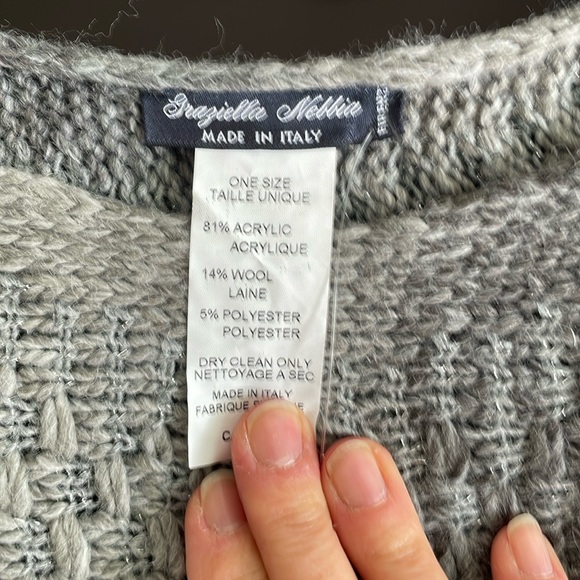 Graziella Nebbia
MADE IN ITALY
ONE SIZE
TAILLE UNIQUE
81% ACRYLIC
ACRYLIQUE
14% WOOL
LAINE
5% POLYESTER
POLYESTER
DRY CLEAN ONLY
NETTOYAGE A SEC
MADE IN ITALY
FABRIQUE